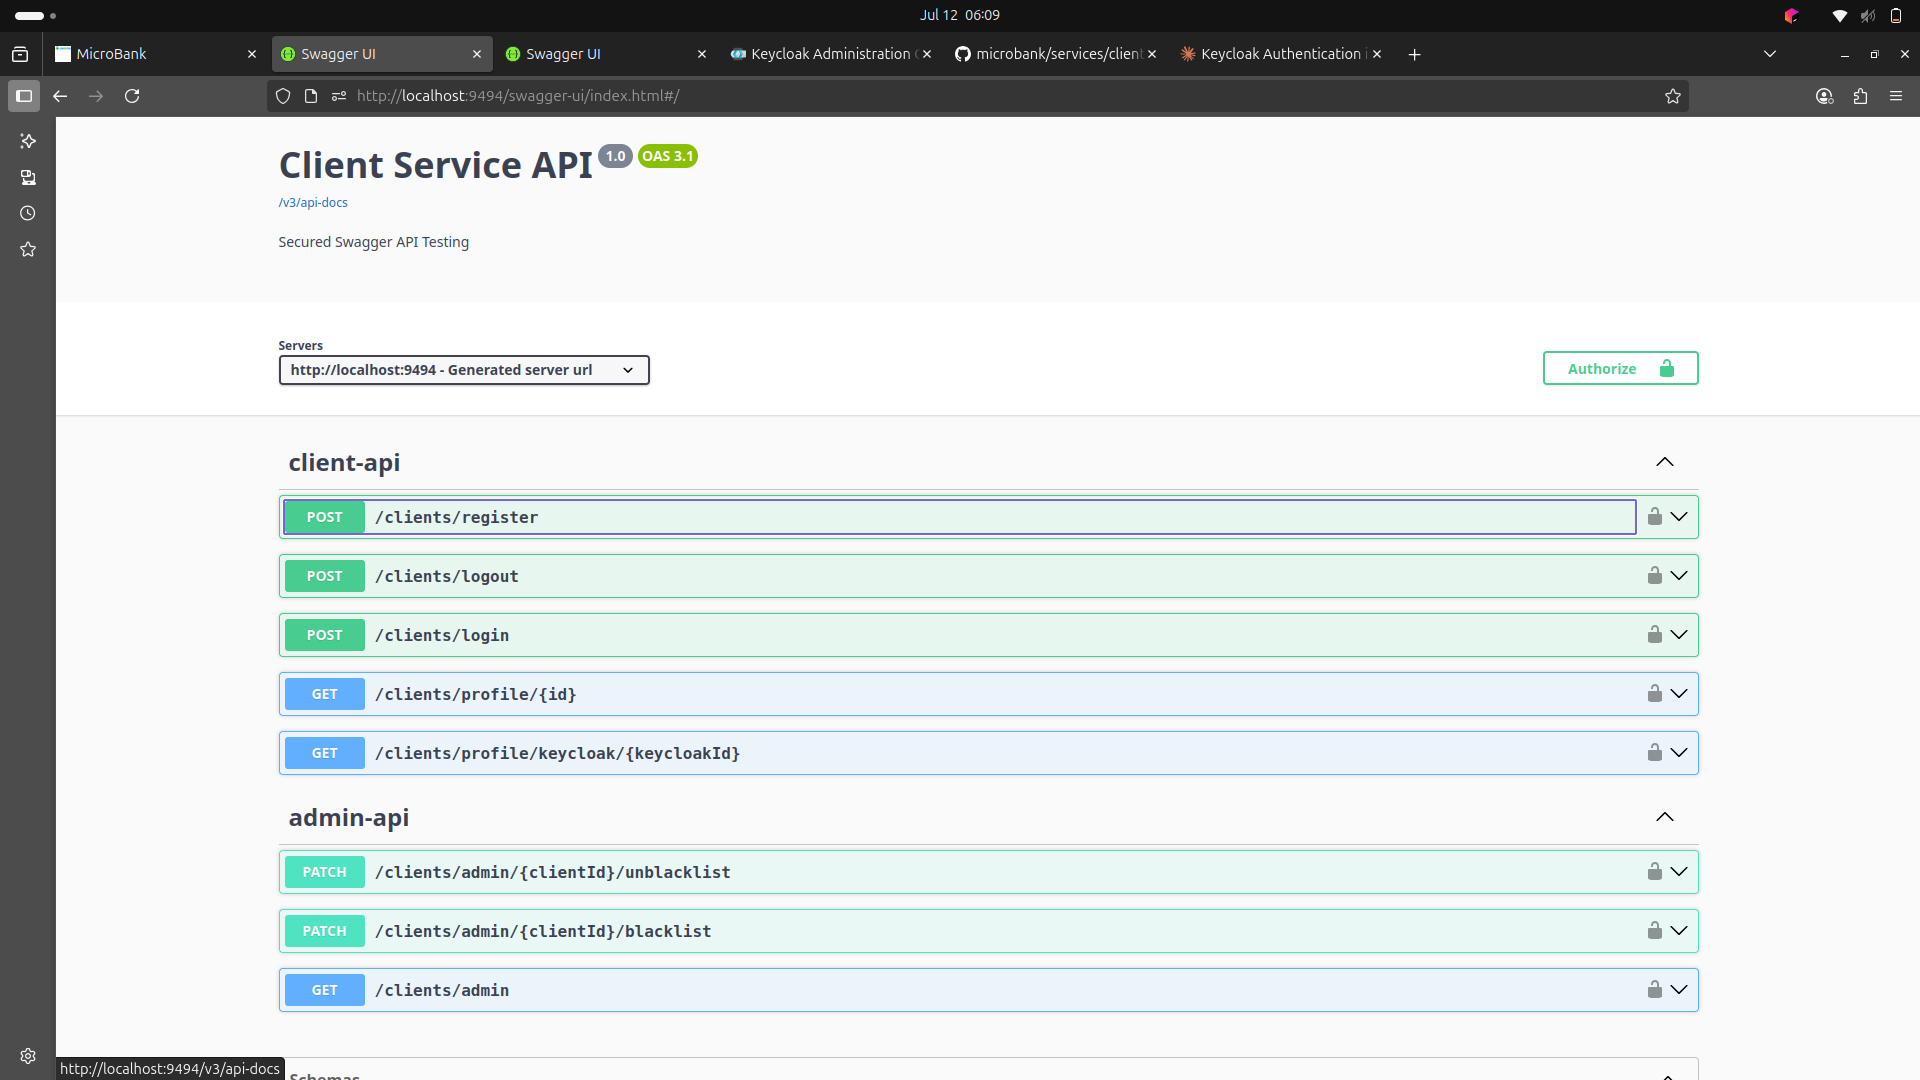 Jul 12 06:09
MicroBank
Swagger UI
Swagger UI
Keycloak Administration
microbank/services/client
Keycloak Authentication
http://localhost:9494/swagger-ui/index.html#/
Client Service API 1.0 OAS 3.1
/v3/api-docs
Secured Swagger API Testing
Servers
http://localhost:9494 - Generated server url
Authorize
client-api
POST /clients/register
POST /clients/logout
POST /clients/login
GET /clients/profile/{id}
GET /clients/profile/keycloak/{keycloakId}
admin-api
PATCH /clients/admin/{clientId}/unblacklist
PATCH /clients/admin/{clientId}/blacklist
GET /clients/admin
http://localhost:9494/v3/api-docs
Schemas